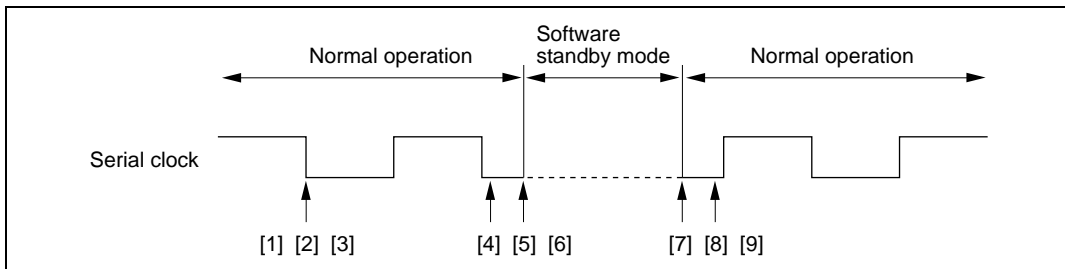 Software
Normal operation standby mode Normal operation
Serial clock
[1] [2] [3] [4] [5] [6] [7] [8] [9]